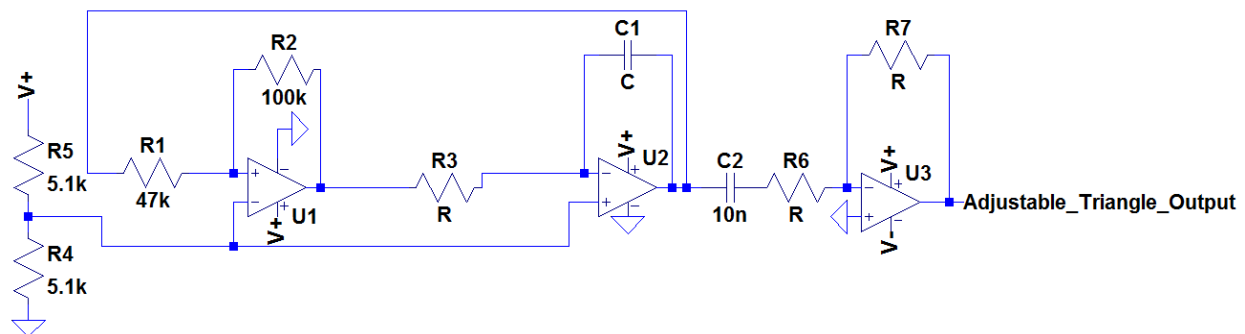 V+
R5
5.1k
R4
5.1k
R1
47k
R2
100k
+
−
−
+
U1
V+
R3
R
C1
C
V+
−
+
+
−
U2
C2
10n
R6
R
R7
R
V+
−
+
+
−
U3
V-
Adjustable_Triangle_Output